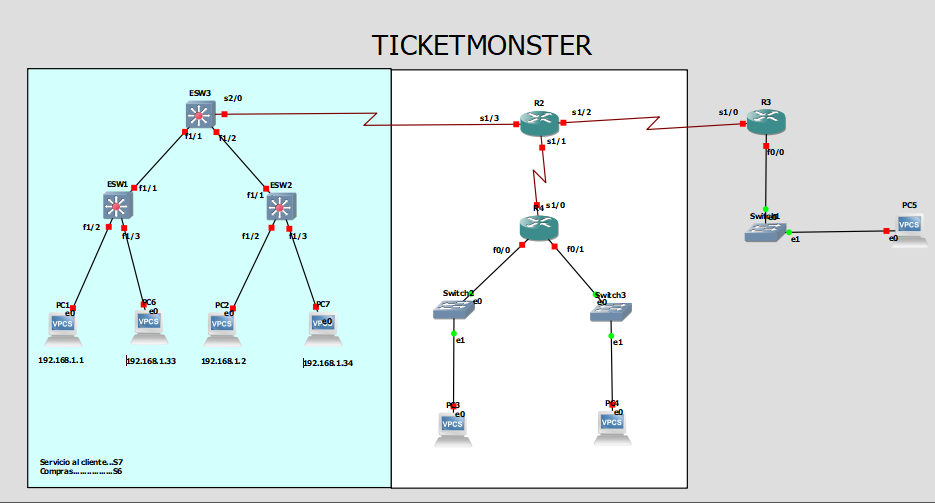 TICKETMONSTER
ESW3
s2/0
f1/1
f1/2
ESW1
f1/1
f1/2
f1/3
ESW2
f1/1
f1/2
f1/3
PC1
e0
VPCS
192.168.1.1
PC6
e0
VPCS
192.168.1.33
PC2
e0
VPCS
192.168.1.2
PC7
e0
VPCS
192.168.1.34
Servicio al cliente...S7
Compras................S6
R2
s1/3
s1/2
s1/1
R4
s1/0
f0/0
f0/1
Switch2
e0
e1
Switch3
e0
e1
PC3
e0
VPCS
PC4
e0
VPCS
R3
s1/0
f0/0
Switch1
e0
e1
PC5
e0
VPCS